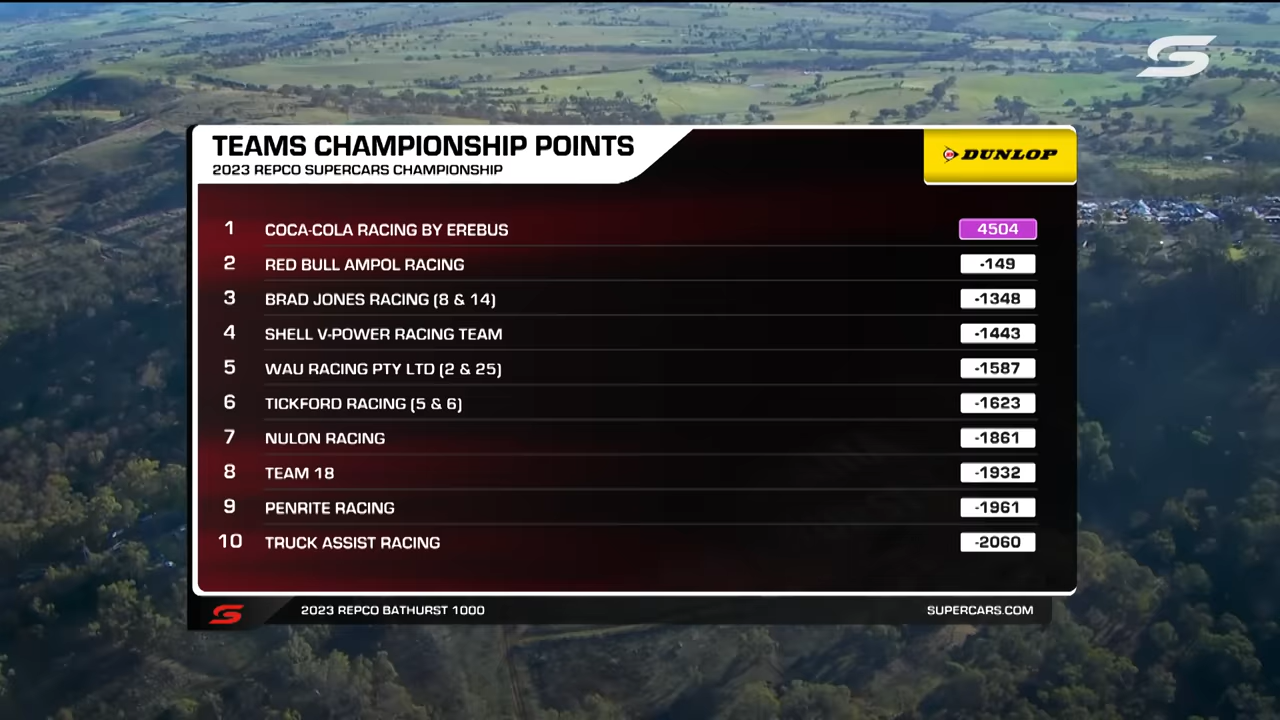 TEAMS CHAMPIONSHIP POINTS
2023 REPCO SUPERCARS CHAMPIONSHIP
DUNLOP
1 COCA-COLA RACING BY EREBUS 4504
2 RED BULL AMPOL RACING -149
3 BRAD JONES RACING (8 & 14) -1348
4 SHELL V-POWER RACING TEAM -1443
5 WAU RACING PTY LTD (2 & 25) -1587
6 TICKFORD RACING (5 & 6) -1623
7 NULON RACING -1861
8 TEAM 18 -1932
9 PENRITE RACING -1961
10 TRUCK ASSIST RACING -2060
2023 REPCO BATHURST 1000 SUPERCARS.COM